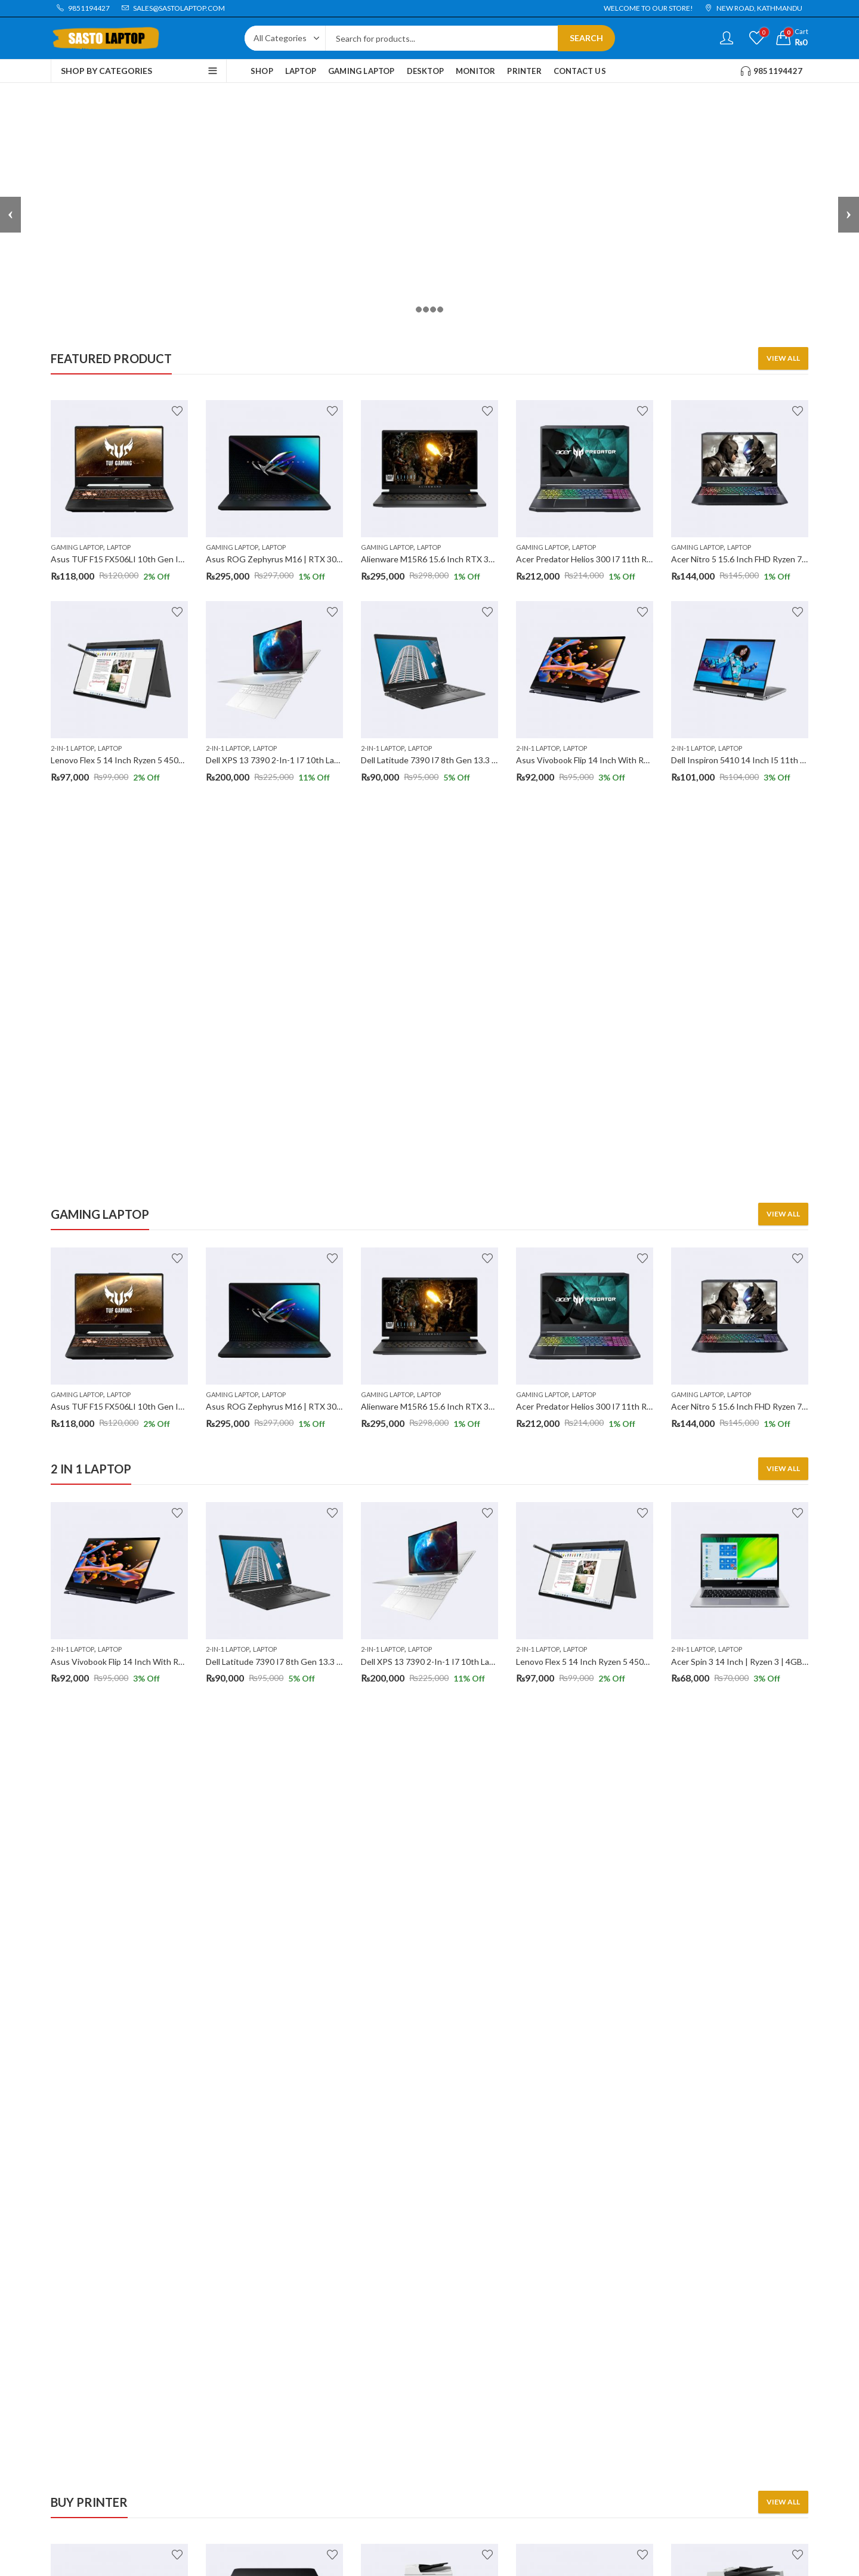 9851194427 SALES@SASTOLAPTOP.COM WELCOME TO OUR STORE! NEW ROAD, KATHMANDU
SASTO LAPTOP All Categories Search for products... SEARCH 0 0 Cart ₨0
SHOP BY CATEGORIES SHOP LAPTOP GAMING LAPTOP DESKTOP MONITOR PRINTER CONTACT US 9851194427
FEATURED PRODUCT VIEW ALL
TUF GAMING
acer PREDATOR
GAMING LAPTOP, LAPTOP
Asus TUF F15 FX506LI 10th Gen I...
₨118,000 ₨120,000 2% Off
GAMING LAPTOP, LAPTOP
Asus ROG Zephyrus M16 | RTX 30...
₨295,000 ₨297,000 1% Off
GAMING LAPTOP, LAPTOP
Alienware M15R6 15.6 Inch RTX 3...
₨295,000 ₨298,000 1% Off
GAMING LAPTOP, LAPTOP
Acer Predator Helios 300 I7 11th R...
₨212,000 ₨214,000 1% Off
GAMING LAPTOP, LAPTOP
Acer Nitro 5 15.6 Inch FHD Ryzen 7...
₨144,000 ₨145,000 1% Off
2-IN-1 LAPTOP, LAPTOP
Lenovo Flex 5 14 Inch Ryzen 5 450...
₨97,000 ₨99,000 2% Off
2-IN-1 LAPTOP, LAPTOP
Dell XPS 13 7390 2-In-1 I7 10th La...
₨200,000 ₨225,000 11% Off
2-IN-1 LAPTOP, LAPTOP
Dell Latitude 7390 I7 8th Gen 13.3 ...
₨90,000 ₨95,000 5% Off
2-IN-1 LAPTOP, LAPTOP
Asus Vivobook Flip 14 Inch With R...
₨92,000 ₨95,000 3% Off
2-IN-1 LAPTOP, LAPTOP
Dell Inspiron 5410 14 Inch I5 11th ...
₨101,000 ₨104,000 3% Off
GAMING LAPTOP VIEW ALL
TUF GAMING
acer PREDATOR
GAMING LAPTOP, LAPTOP
Asus TUF F15 FX506LI 10th Gen I...
₨118,000 ₨120,000 2% Off
GAMING LAPTOP, LAPTOP
Asus ROG Zephyrus M16 | RTX 30...
₨295,000 ₨297,000 1% Off
GAMING LAPTOP, LAPTOP
Alienware M15R6 15.6 Inch RTX 3...
₨295,000 ₨298,000 1% Off
GAMING LAPTOP, LAPTOP
Acer Predator Helios 300 I7 11th R...
₨212,000 ₨214,000 1% Off
GAMING LAPTOP, LAPTOP
Acer Nitro 5 15.6 Inch FHD Ryzen 7...
₨144,000 ₨145,000 1% Off
2 IN 1 LAPTOP VIEW ALL
2-IN-1 LAPTOP, LAPTOP
Asus Vivobook Flip 14 Inch With R...
₨92,000 ₨95,000 3% Off
2-IN-1 LAPTOP, LAPTOP
Dell Latitude 7390 I7 8th Gen 13.3 ...
₨90,000 ₨95,000 5% Off
2-IN-1 LAPTOP, LAPTOP
Dell XPS 13 7390 2-In-1 I7 10th La...
₨200,000 ₨225,000 11% Off
2-IN-1 LAPTOP, LAPTOP
Lenovo Flex 5 14 Inch Ryzen 5 450...
₨97,000 ₨99,000 2% Off
2-IN-1 LAPTOP, LAPTOP
Acer Spin 3 14 Inch | Ryzen 3 | 4GB...
₨68,000 ₨70,000 3% Off
BUY PRINTER VIEW ALL